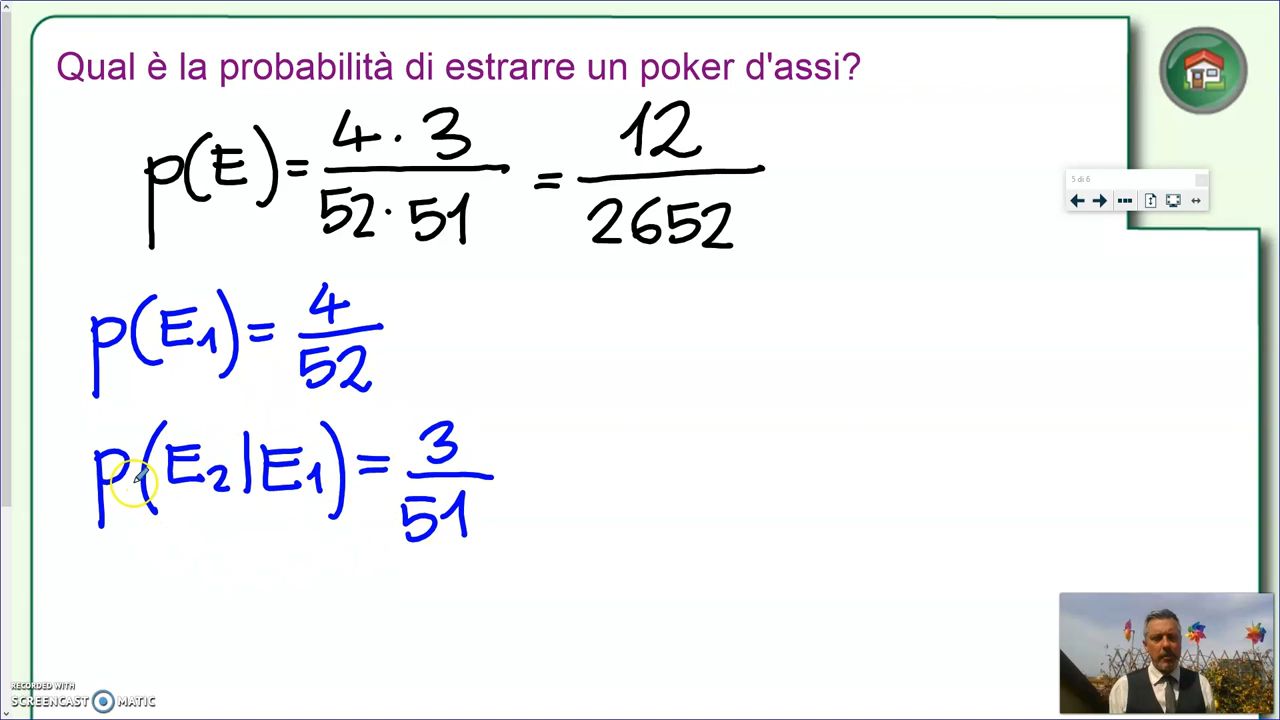 Qual è la probabilità di estrarre un poker d'assi?
p(E) = 4 · 3 / 52 · 51 = 12 / 2652
5 di 6
p(E1) = 4 / 52
p(E2|E1) = 3 / 51
RECORDED WITH
SCREENCAST MATIC